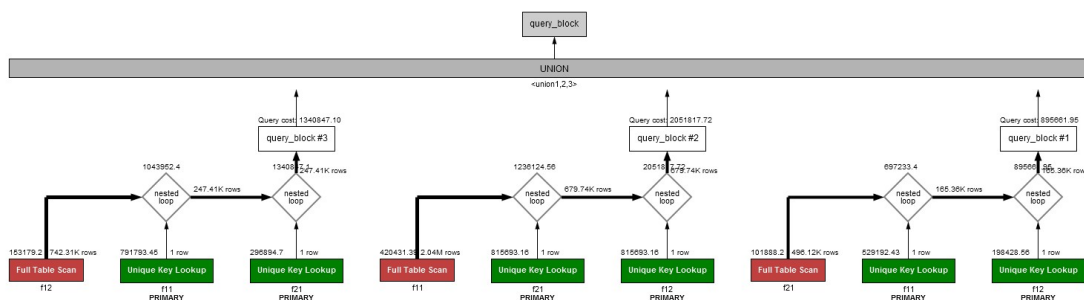 query_block
UNION
<union1,2,3>
Query cost: 1340847.10
query_block #3
1043952.4
nested loop
247.41K rows
nested loop
247.41K rows
153179.2
742.31K rows
Full Table Scan
f12
791793.45
1 row
Unique Key Lookup
f11
PRIMARY
296894.7
1 row
Unique Key Lookup
f21
PRIMARY
Query cost: 2051817.72
query_block #2
1236124.56
nested loop
679.74K rows
2051817.72
nested loop
679.74K rows
420431.39
2.04M rows
Full Table Scan
f11
815693.16
1 row
Unique Key Lookup
f21
PRIMARY
815693.16
1 row
Unique Key Lookup
f12
PRIMARY
Query cost: 895661.95
query_block #1
697233.4
nested loop
165.36K rows
895661.95
nested loop
165.36K rows
101888.2
496.12K rows
Full Table Scan
f21
529192.43
1 row
Unique Key Lookup
f11
PRIMARY
198428.56
1 row
Unique Key Lookup
f12
PRIMARY